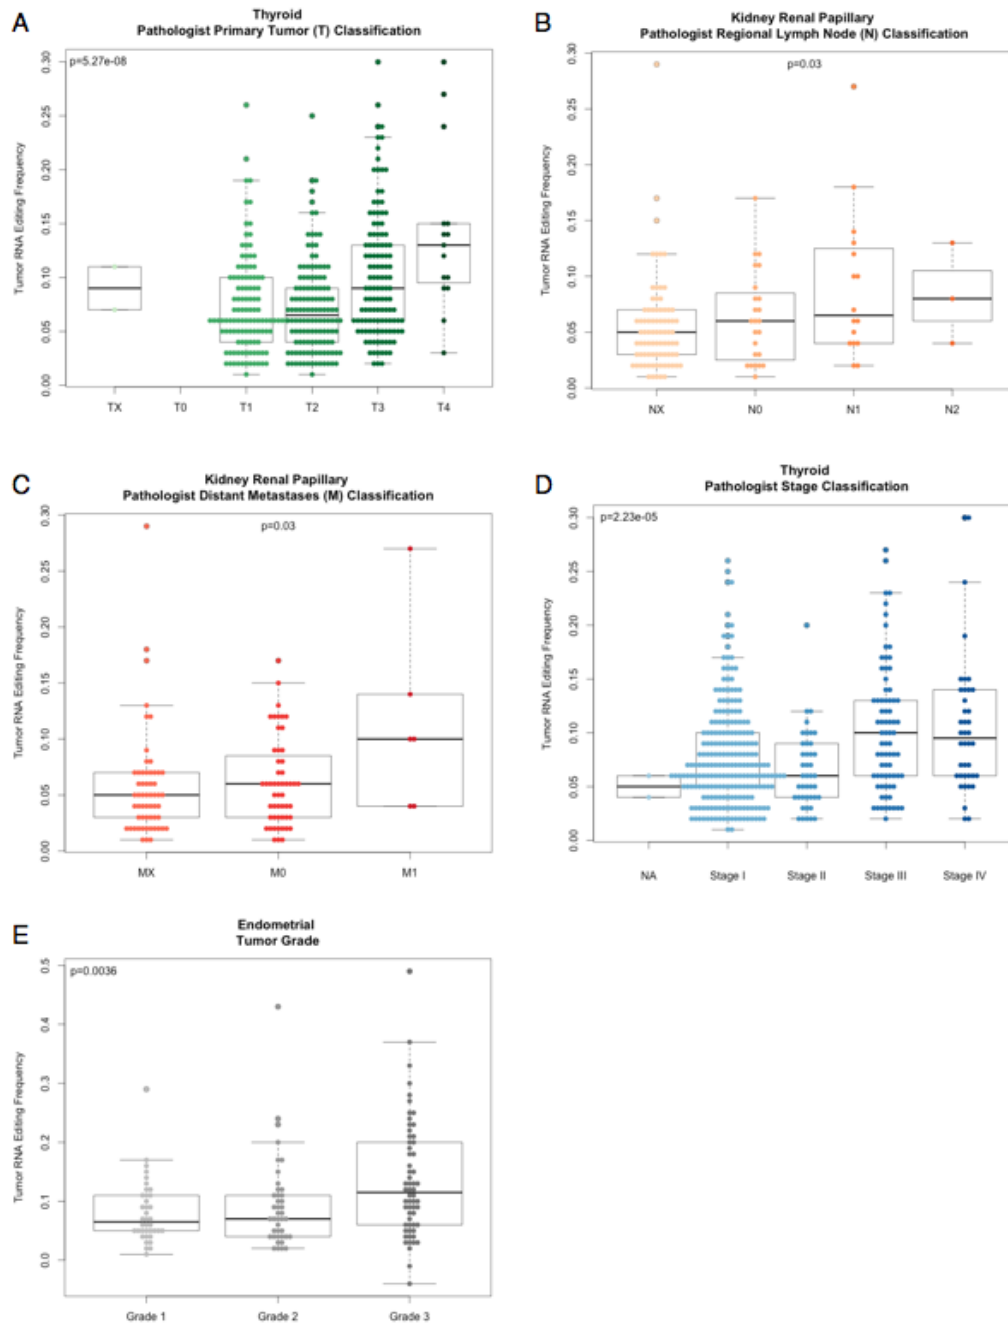 A
Thyroid
Pathologist Primary Tumor (T) Classification
p=5.27e-08
Tumor RNA Editing Frequency
0.30
0.25
0.20
0.15
0.10
0.05
0.00
TX T0 T1 T2 T3 T4
B
Kidney Renal Papillary
Pathologist Regional Lymph Node (N) Classification
p=0.03
Tumor RNA Editing Frequency
0.30
0.25
0.20
0.15
0.10
0.05
0.00
NX N0 N1 N2
C
Kidney Renal Papillary
Pathologist Distant Metastases (M) Classification
p=0.03
Tumor RNA Editing Frequency
0.30
0.25
0.20
0.15
0.10
0.05
0.00
MX M0 M1
D
Thyroid
Pathologist Stage Classification
p=2.23e-05
Tumor RNA Editing Frequency
0.30
0.25
0.20
0.15
0.10
0.05
0.00
NA Stage I Stage II Stage III Stage IV
E
Endometrial
Tumor Grade
p=0.0036
Tumor RNA Editing Frequency
0.5
0.4
0.3
0.2
0.1
0.0
Grade 1 Grade 2 Grade 3